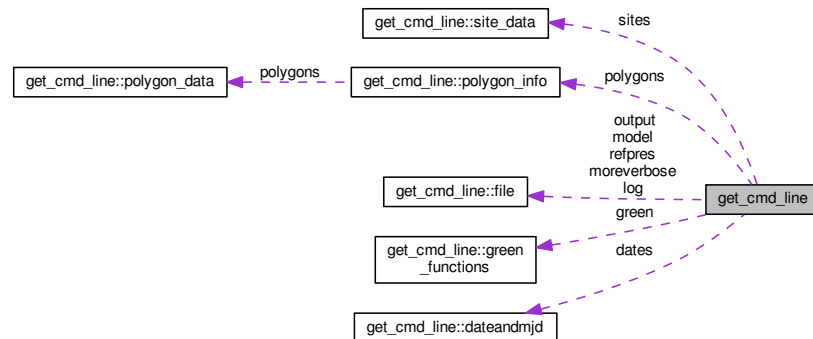 get_cmd_line::site_data
sites
get_cmd_line::polygon_data
polygons
get_cmd_line::polygon_info
polygons
output
model
refpres
moreverbose
log
get_cmd_line::file
get_cmd_line
green
get_cmd_line::green
_functions
dates
get_cmd_line::dateandmjd